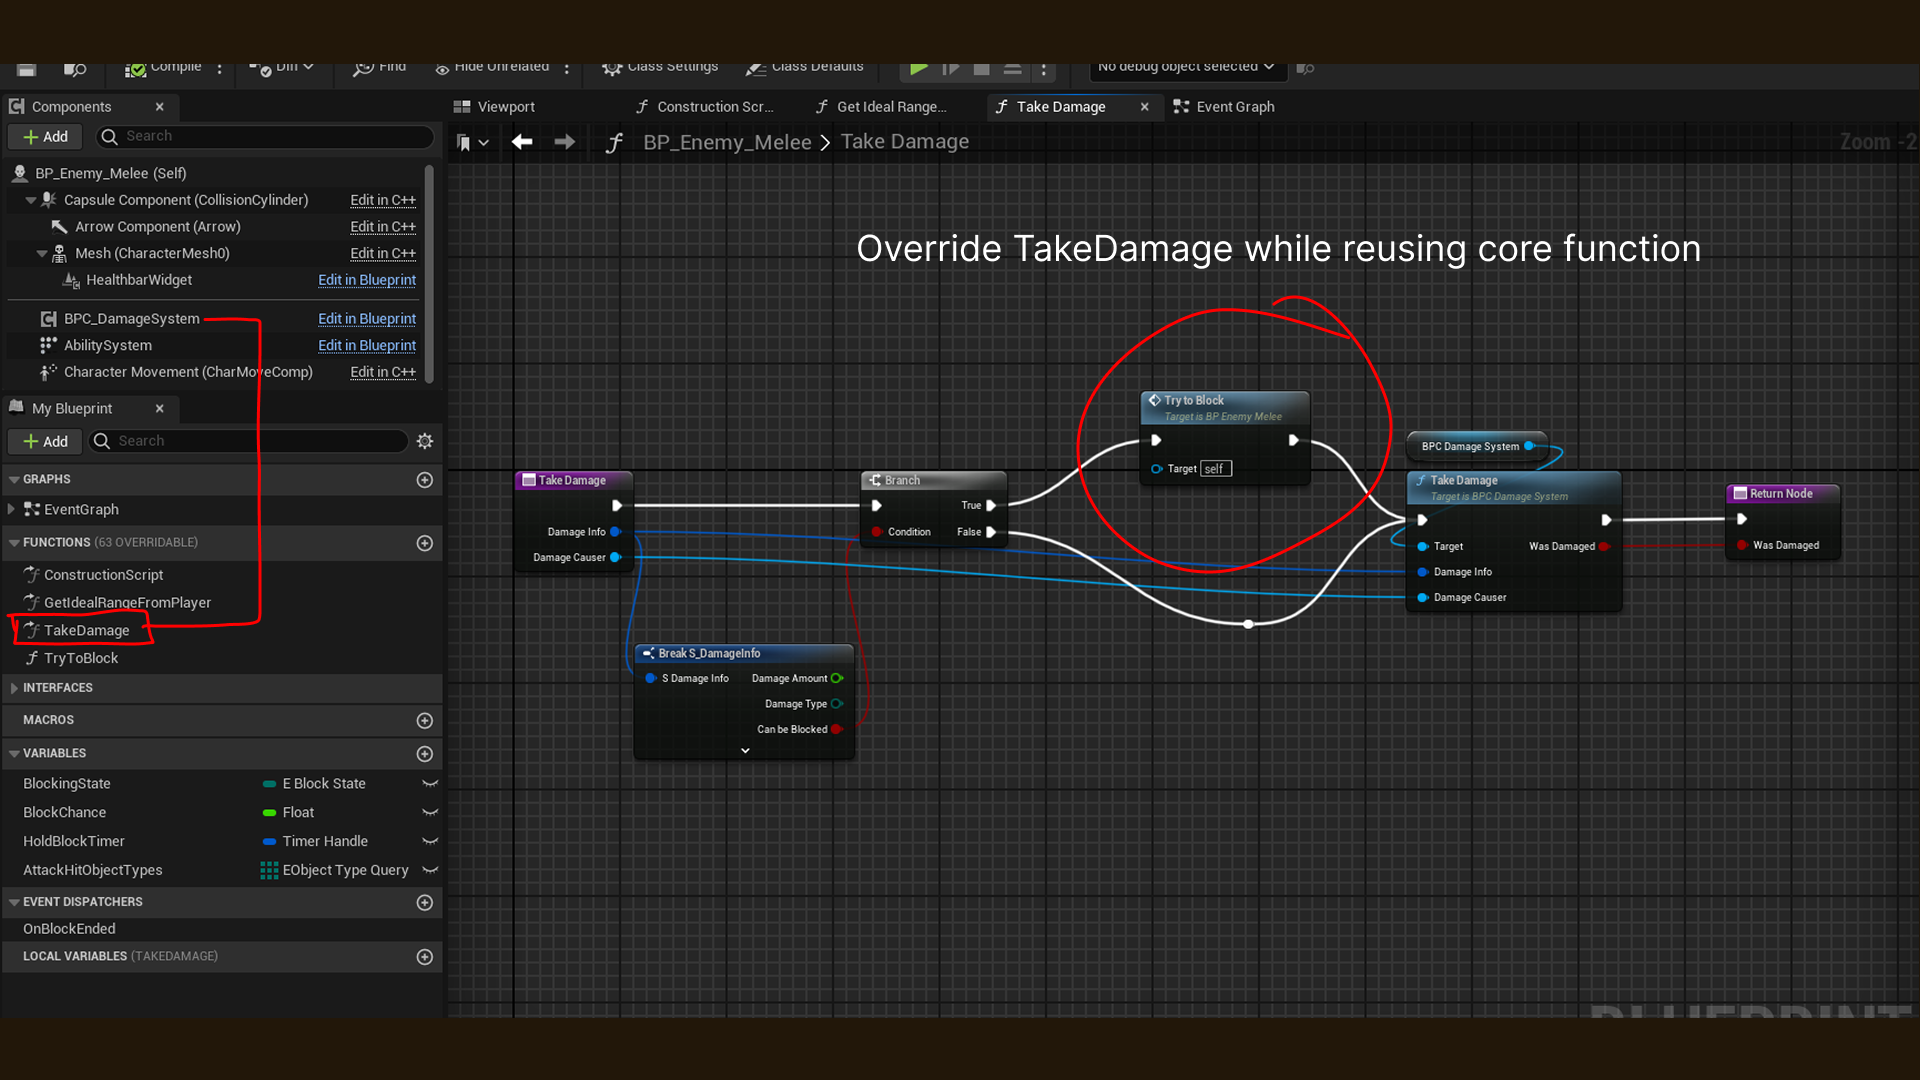 Compile
Diff
Find
Hide Unrelated
Class Settings
Class Defaults
No debug object selected
Components
Viewport
Construction Scr...
Get Ideal Range...
Take Damage
Event Graph
Add
Search
BP_Enemy_Melee > Take Damage
Zoom -2
BP_Enemy_Melee (Self)
Capsule Component (CollisionCylinder) Edit in C++
Arrow Component (Arrow) Edit in C++
Mesh (CharacterMesh0) Edit in C++
HealthbarWidget Edit in Blueprint
BPC_DamageSystem Edit in Blueprint
AbilitySystem Edit in Blueprint
Character Movement (CharMoveComp) Edit in C++
My Blueprint
Add
Search
GRAPHS
EventGraph
FUNCTIONS (63 OVERRIDABLE)
ConstructionScript
GetIdealRangeFromPlayer
TakeDamage
TryToBlock
INTERFACES
MACROS
VARIABLES
BlockingState E Block State
BlockChance Float
HoldBlockTimer Timer Handle
AttackHitObjectTypes EObject Type Query
EVENT DISPATCHERS
OnBlockEnded
LOCAL VARIABLES (TAKEDAMAGE)
Override TakeDamage while reusing core function
Take Damage
Damage Info
Damage Causer
Branch
True
Condition False
Try to Block
Target is BP Enemy Melee
Target self
BPC Damage System
Take Damage
Target is BPC Damage System
Target Was Damaged
Damage Info
Damage Causer
Return Node
Was Damaged
Break S_DamageInfo
S Damage Info Damage Amount
Damage Type
Can be Blocked
BLUEPRINT